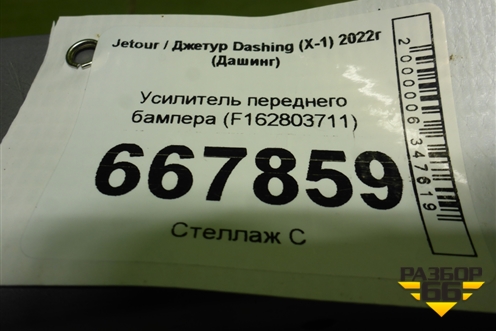 Jetour / Джетур Dashing (X-1) 2022г
(Дашинг)
Усилитель переднего
бампера (F162803711)
667859
Стеллаж С
2000006347619
РАЗБОР
66